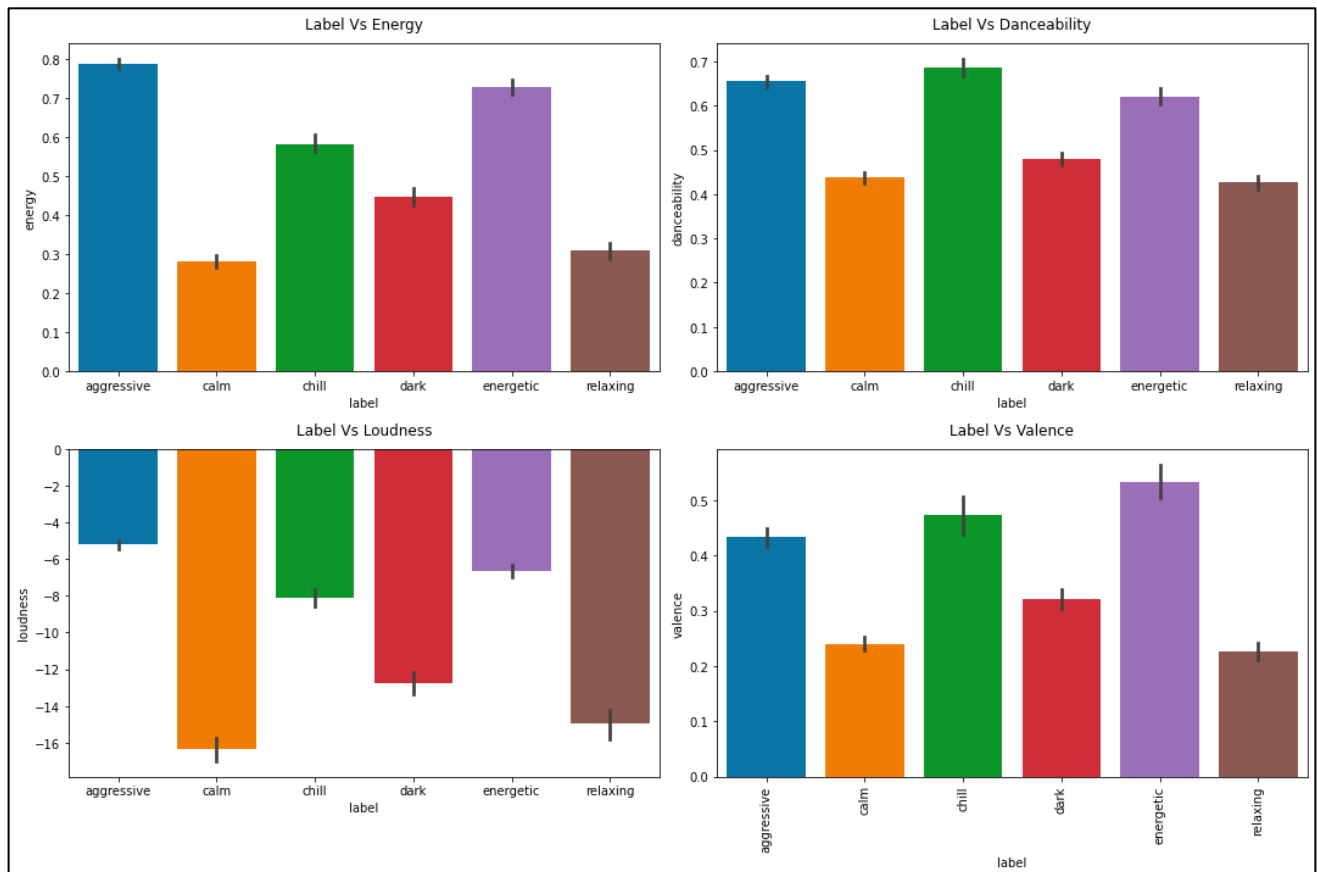 Label Vs Energy
energy
0.8
0.7
0.6
0.5
0.4
0.3
0.2
0.1
0.0
aggressive calm chill dark energetic relaxing
label
Label Vs Danceability
danceability
0.7
0.6
0.5
0.4
0.3
0.2
0.1
0.0
aggressive calm chill dark energetic relaxing
label
Label Vs Loudness
loudness
0
−2
−4
−6
−8
−10
−12
−14
−16
aggressive calm chill dark energetic relaxing
label
Label Vs Valence
valence
0.5
0.4
0.3
0.2
0.1
0.0
aggressive
calm
chill
dark
energetic
relaxing
label